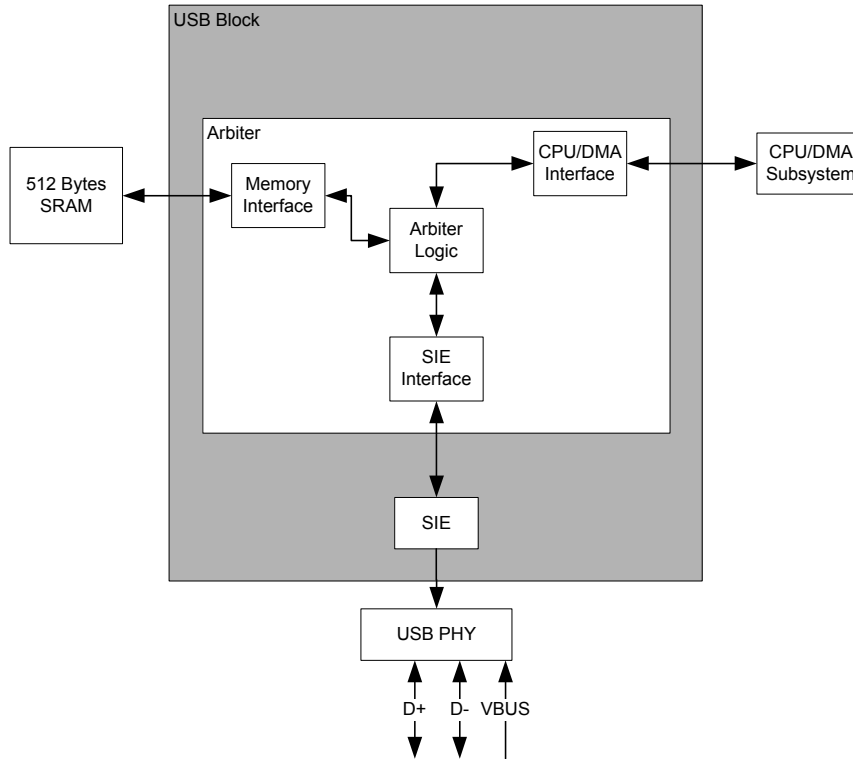 USB Block
Arbiter
512 Bytes
SRAM
Memory
Interface
CPU/DMA
Interface
CPU/DMA
Subsystem
Arbiter
Logic
SIE
Interface
SIE
USB PHY
D+
D-
VBUS